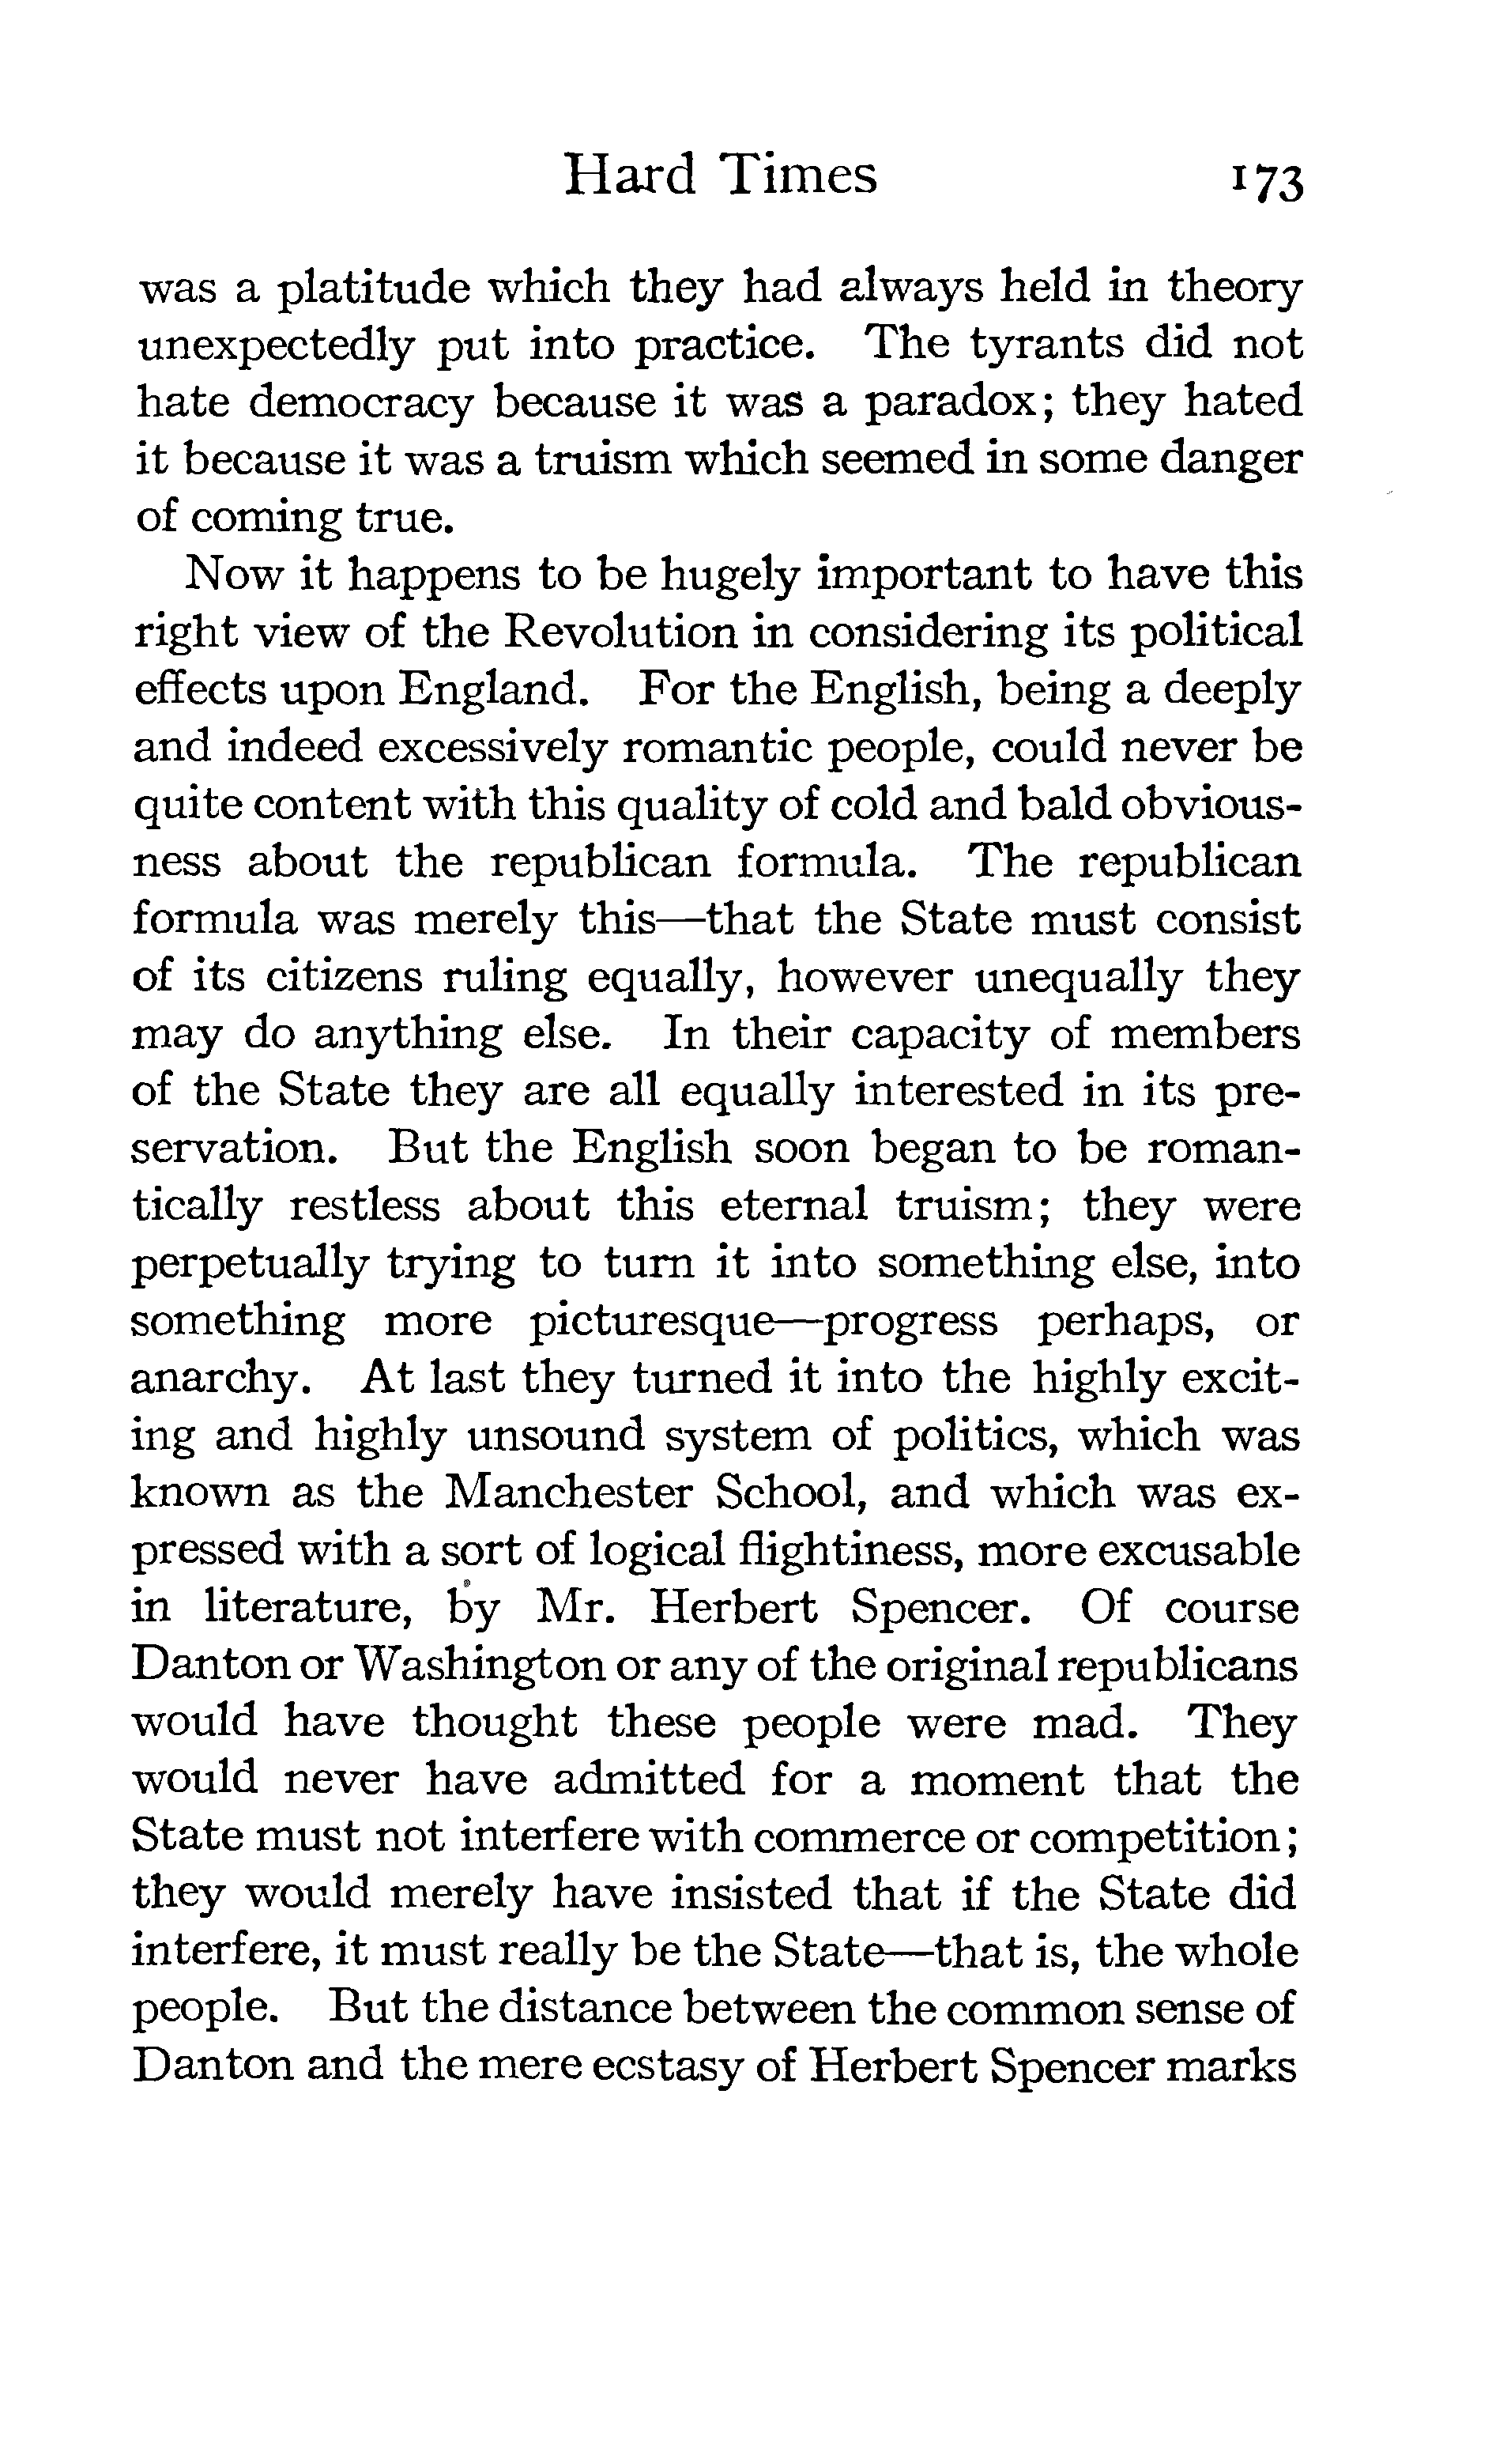 Hard Times 173
was a platitude which they had always held in theory
unexpectedly put into practice. The tyrants did not
hate democracy because it was a paradox; they hated
it because it was a truism which seemed in some danger
of coming true.
Now it happens to be hugely important to have this
right view of the Revolution in considering its political
effects upon England. For the English, being a deeply
and indeed excessively romantic people, could never be
quite content with this quality of cold and bald obvious-
ness about the republican formula. The republican
formula was merely this—that the State must consist
of its citizens ruling equally, however unequally they
may do anything else. In their capacity of members
of the State they are all equally interested in its pre-
servation. But the English soon began to be roman-
tically restless about this eternal truism; they were
perpetually trying to turn it into something else, into
something more picturesque—progress perhaps, or
anarchy. At last they turned it into the highly excit-
ing and highly unsound system of politics, which was
known as the Manchester School, and which was ex-
pressed with a sort of logical flightiness, more excusable
in literature, by Mr. Herbert Spencer. Of course
Danton or Washington or any of the original republicans
would have thought these people were mad. They
would never have admitted for a moment that the
State must not interfere with commerce or competition;
they would merely have insisted that if the State did
interfere, it must really be the State—that is, the whole
people. But the distance between the common sense of
Danton and the mere ecstasy of Herbert Spencer marks